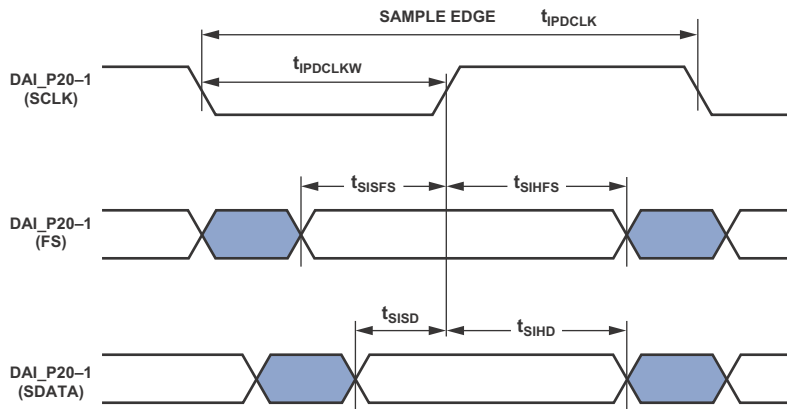 SAMPLE EDGE
tIPDCLK
tIPDCLKW
DAI_P20–1
(SCLK)
tSISFS
tSIHFS
DAI_P20–1
(FS)
tSISD
tSIHD
DAI_P20–1
(SDATA)